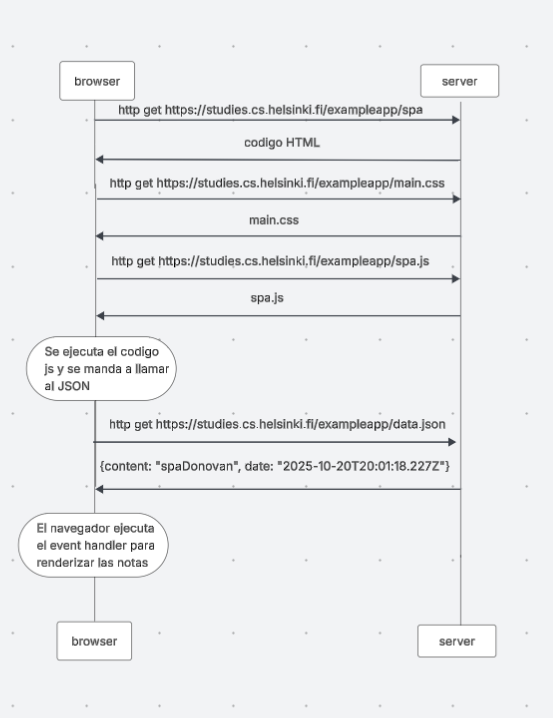 browser
server
http get https://studies.cs.helsinki.fi/exampleapp/spa
codigo HTML
http get https://studies.cs.helsinki.fi/exampleapp/main.css
main.css
http get https://studies.cs.helsinki.fi/exampleapp/spa.js
spa.js
Se ejecuta el codigo
js y se manda a llamar
al JSON
http get https://studies.cs.helsinki.fi/exampleapp/data.json
{content: "spaDonovan", date: "2025-10-20T20:01:18.227Z"}
El navegador ejecuta
el event handler para
renderizar las notas
browser
server